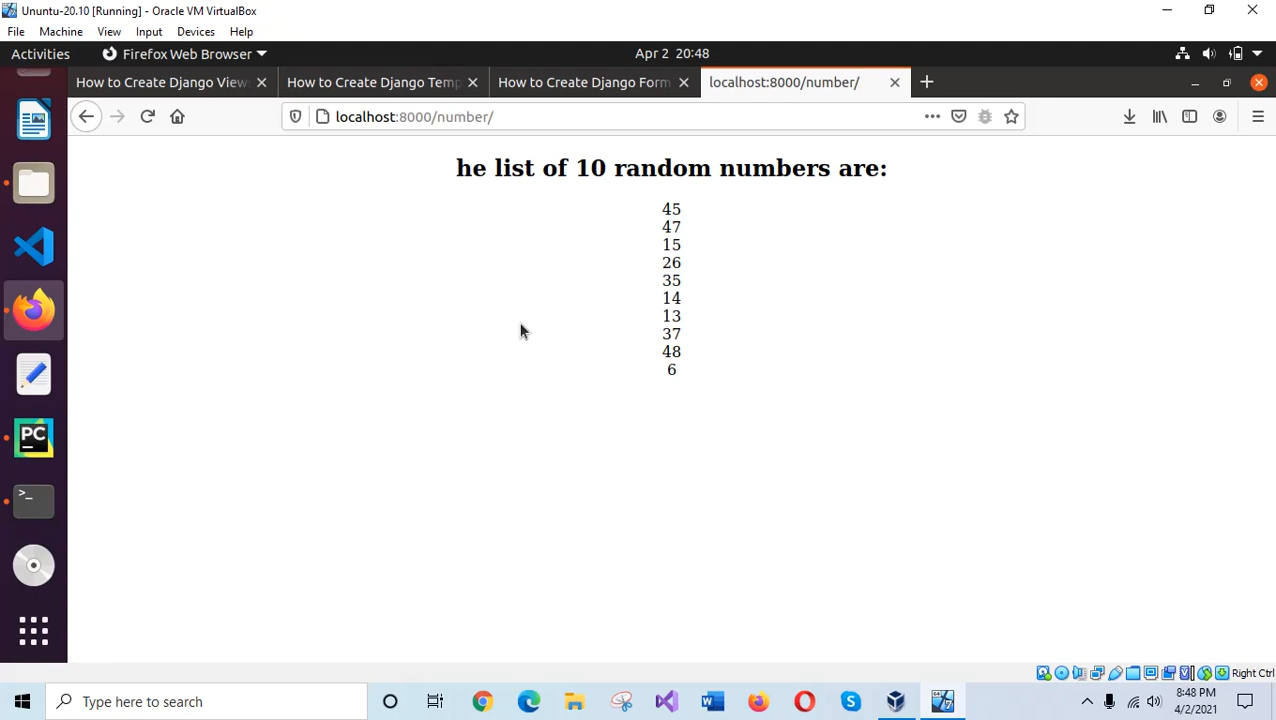 Ununtu-20.10 [Running] - Oracle VM VirtualBox
File Machine View Input Devices Help
Activities Firefox Web Browser Apr 2 20:48
How to Create Django View How to Create Django Temp How to Create Django Form localhost:8000/number/
localhost:8000/number/
he list of 10 random numbers are:
45
47
15
26
35
14
13
37
48
6
PC
>_
Right Ctrl
Type here to search
8:48 PM
4/2/2021